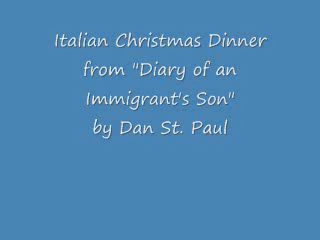 Italian Christmas Dinner
from "Diary of an
Immigrant's Son"
by Dan St. Paul